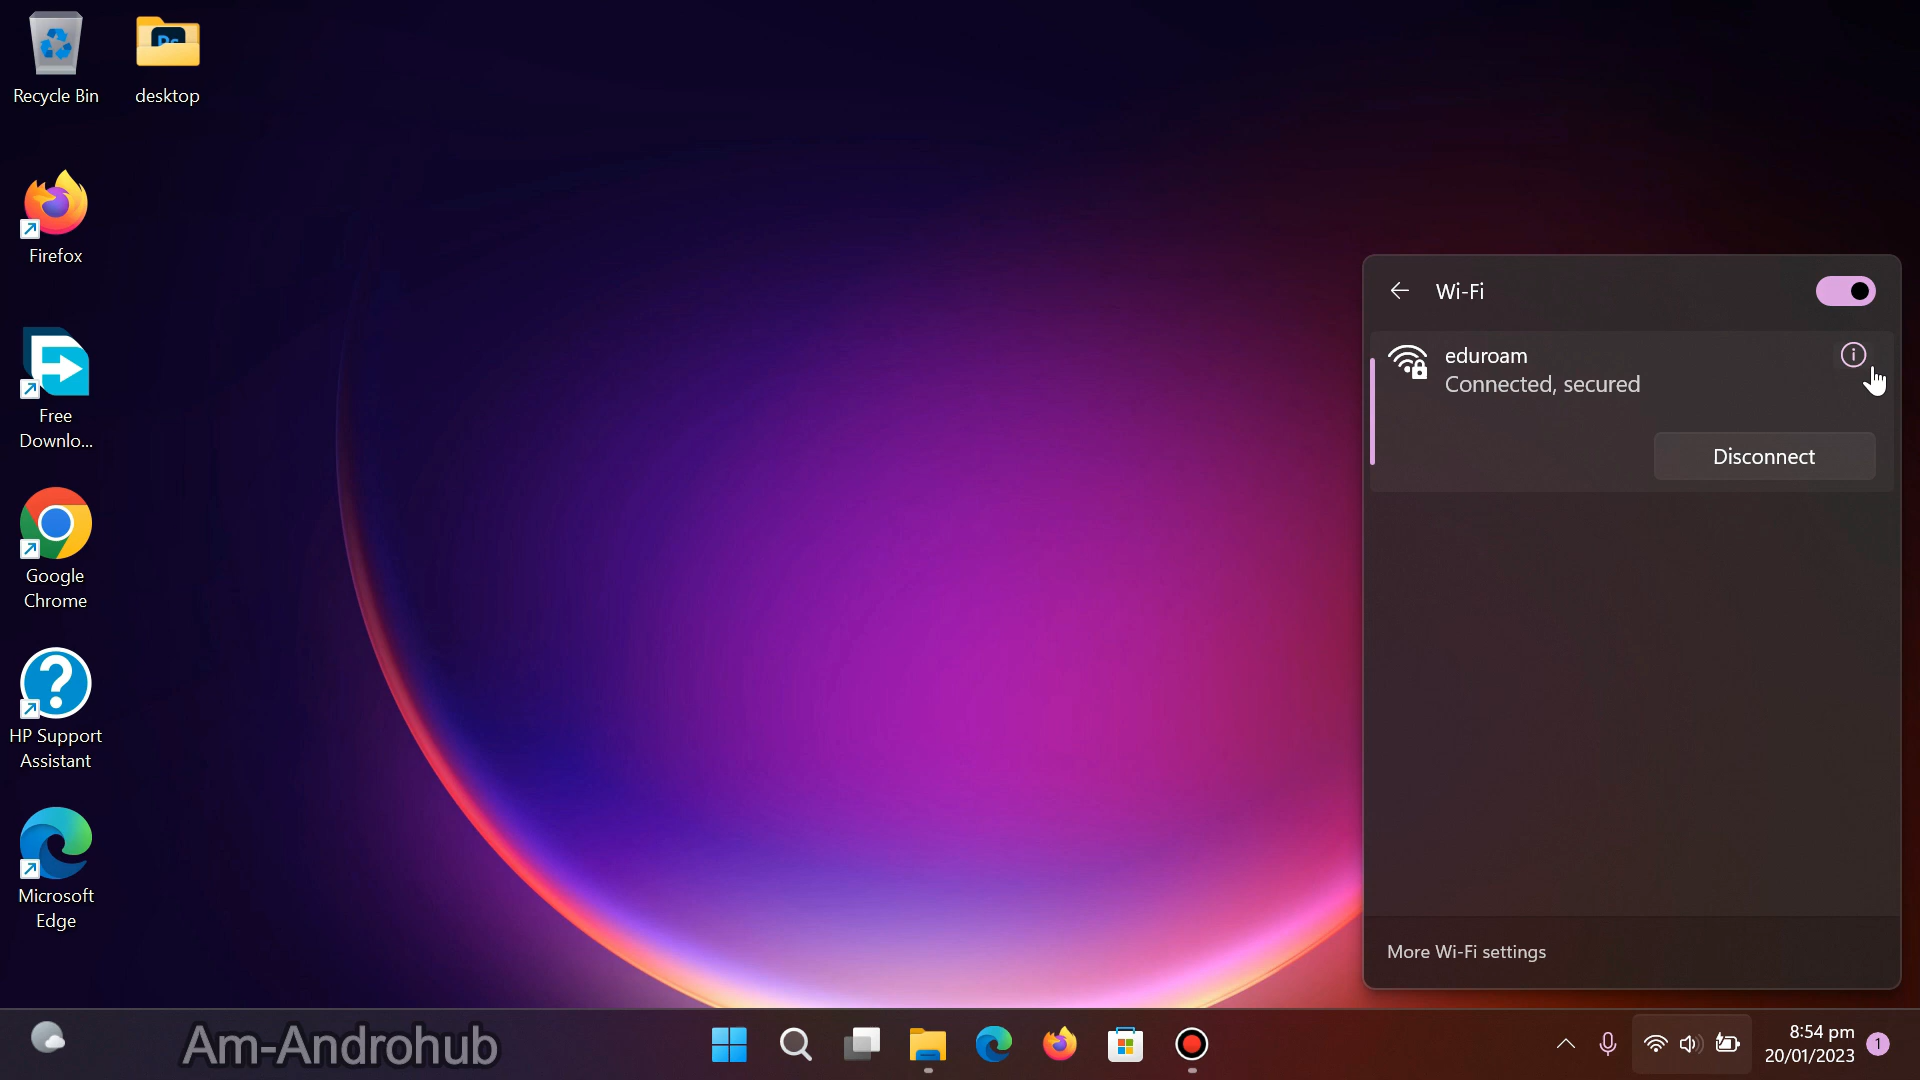 Recycle Bin
desktop
Firefox
Free
Downlo...
Google
Chrome
HP Support
Assistant
Microsoft
Edge
Wi-Fi
eduroam
Connected, secured
Disconnect
More Wi-Fi settings
Am-Androhub
8:54 pm
20/01/2023
1